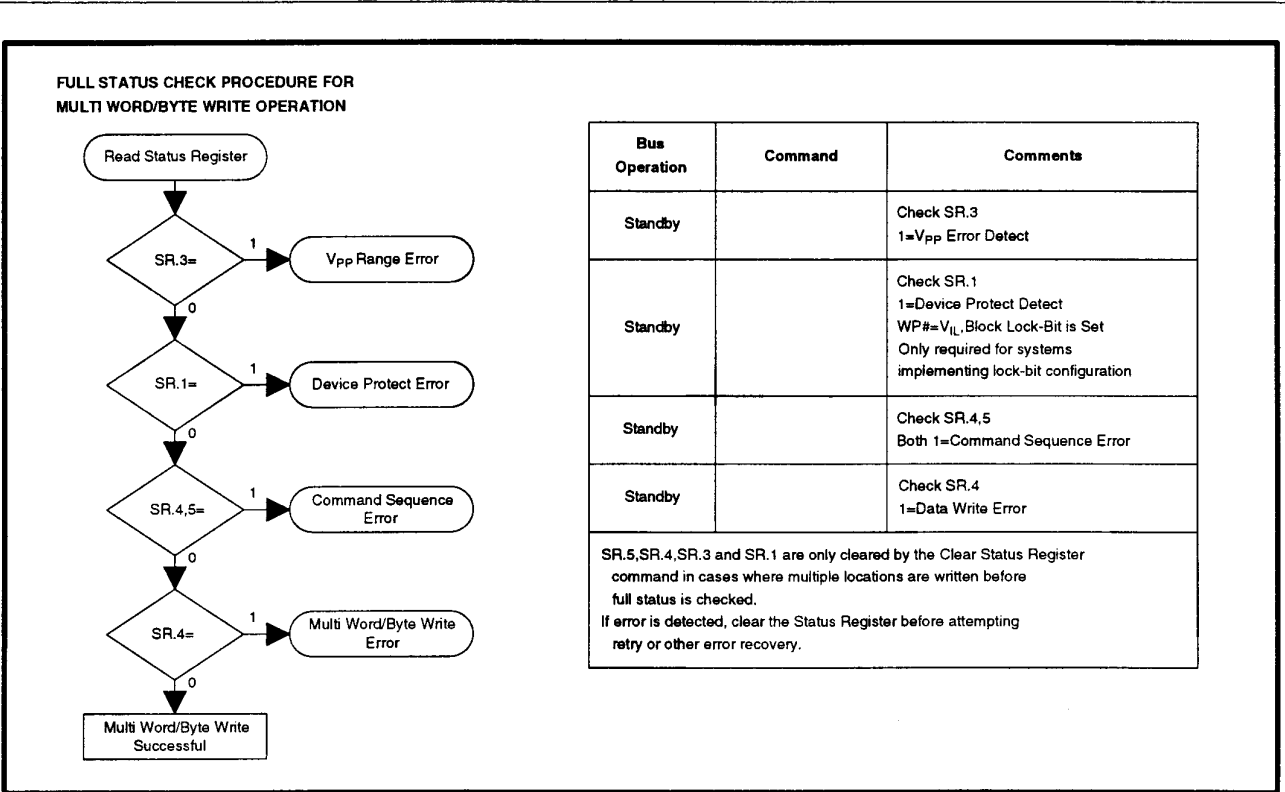 FULL STATUS CHECK PROCEDURE FOR
MULTI WORD/BYTE WRITE OPERATION
Read Status Register
SR.3=
1
VPP Range Error
0
SR.1=
1
Device Protect Error
0
SR.4,5=
1
Command Sequence
Error
0
SR.4=
1
Multi Word/Byte Write
Error
0
Multi Word/Byte Write
Successful
Bus
Operation
Command
Comments
Standby
Check SR.3
1=VPP Error Detect
Standby
Check SR.1
1=Device Protect Detect
WP#=VIL,Block Lock-Bit is Set
Only required for systems
implementing lock-bit configuration
Standby
Check SR.4,5
Both 1=Command Sequence Error
Standby
Check SR.4
1=Data Write Error
SR.5,SR.4,SR.3 and SR.1 are only cleared by the Clear Status Register
command in cases where multiple locations are written before
full status is checked.
If error is detected, clear the Status Register before attempting
retry or other error recovery.